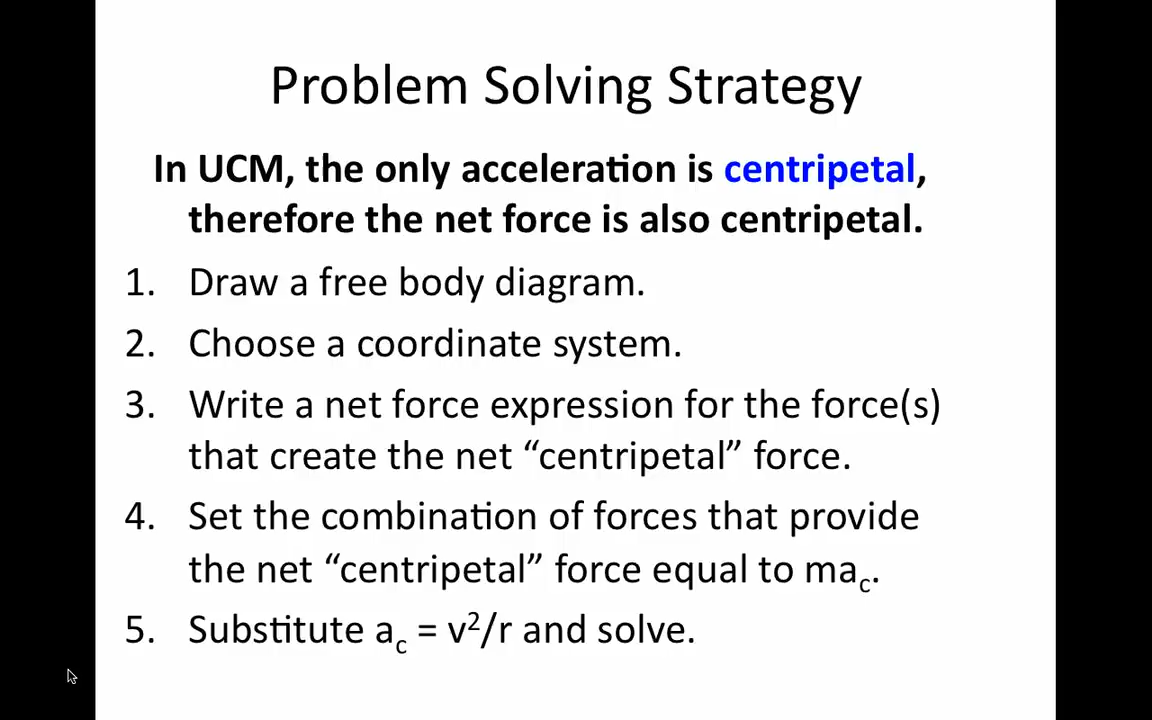 Problem Solving Strategy
In UCM, the only acceleration is centripetal,
therefore the net force is also centripetal.
1. Draw a free body diagram.
2. Choose a coordinate system.
3. Write a net force expression for the force(s)
that create the net “centripetal” force.
4. Set the combination of forces that provide
the net “centripetal” force equal to ma_c.
5. Substitute a_c = v²/r and solve.